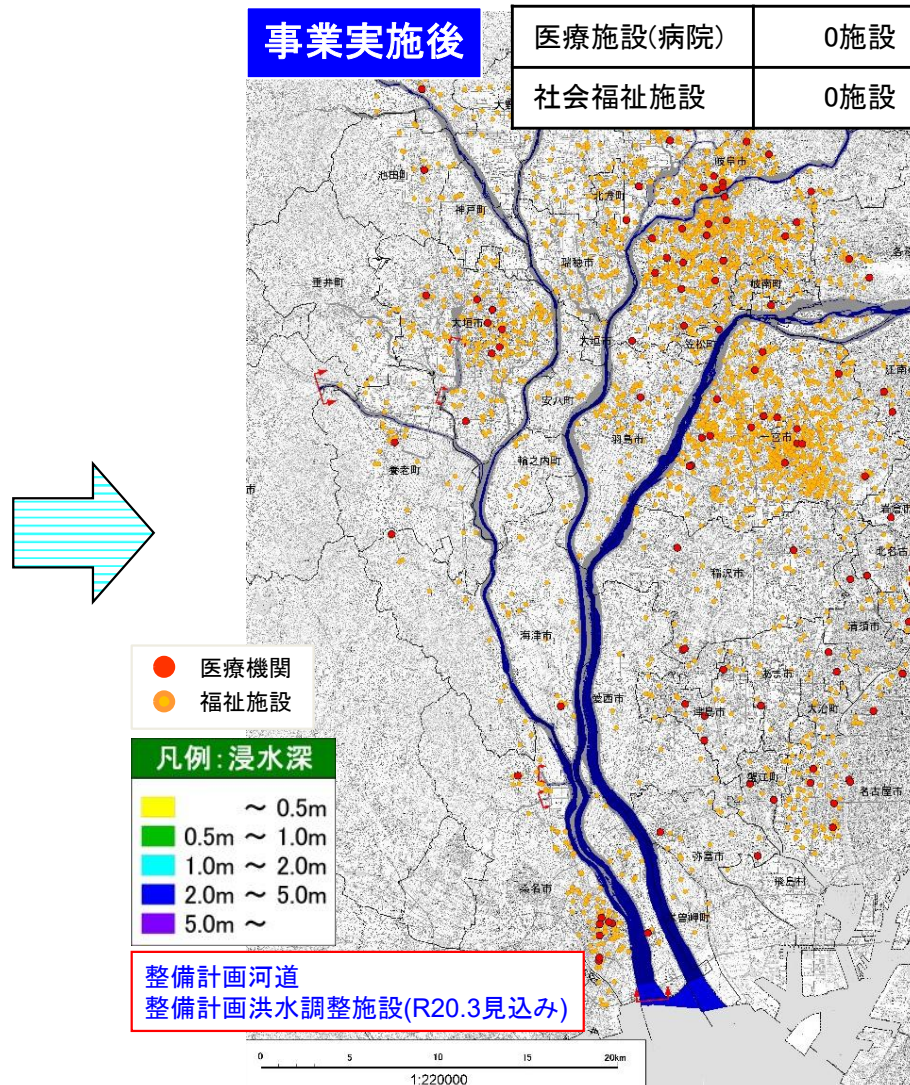 事業実施後
医療施設(病院) 0施設
社会福祉施設 0施設
池田町
神戸町
北方町
岐阜市
瑞穂市
垂井町
岐南町
大垣市
大垣市
笠松町
安八町
羽島市
一宮市
輪之内町
養老町
市
岩倉市
稲沢市
海津市
清須市
あま市
愛西市
津島市
大治町
蟹江町
名古屋市
弥富市
飛島村
桑名市
木曽岬町
医療機関
福祉施設
凡例:浸水深
～ 0.5m
0.5m ～ 1.0m
1.0m ～ 2.0m
2.0m ～ 5.0m
5.0m ～
整備計画河道
整備計画洪水調整施設(R20.3見込み)
0 5 10 15 20km
1:220000